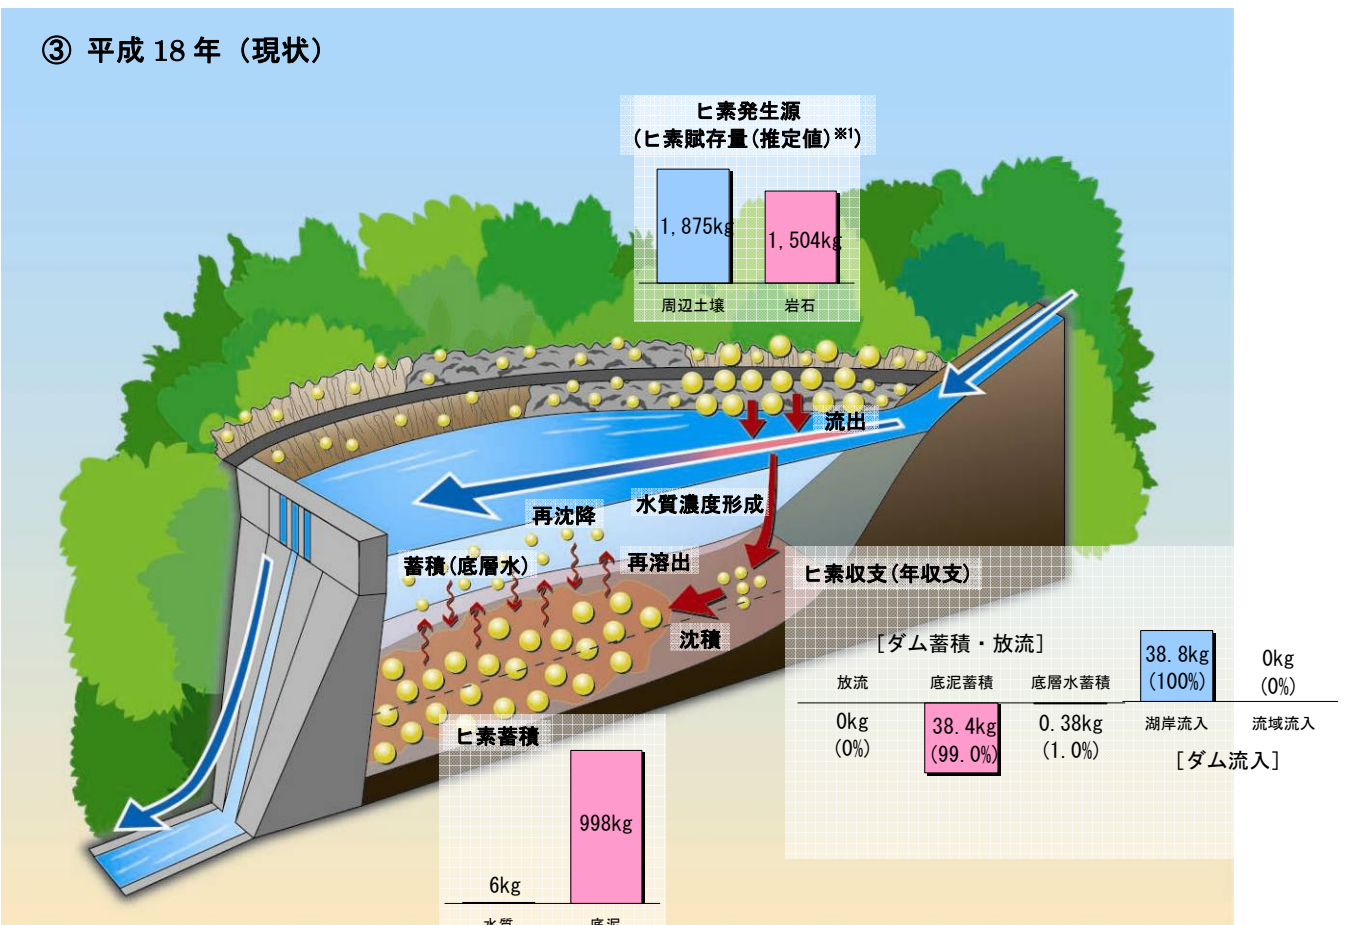 ③ 平成 18 年（現状）
ヒ素発生源
(ヒ素賦存量(推定値)※1)
1,875kg
1,504kg
周辺土壌
岩石
流出
水質濃度形成
再沈降
蓄積(底層水)
再溶出
沈積
ヒ素収支(年収支)
[ダム蓄積・放流]
放流
底泥蓄積
底層水蓄積
38.8kg
(100%)
0kg
(0%)
0kg
(0%)
38.4kg
(99.0%)
0.38kg
(1.0%)
湖岸流入
流域流入
[ダム流入]
ヒ素蓄積
6kg
998kg
水質
底泥